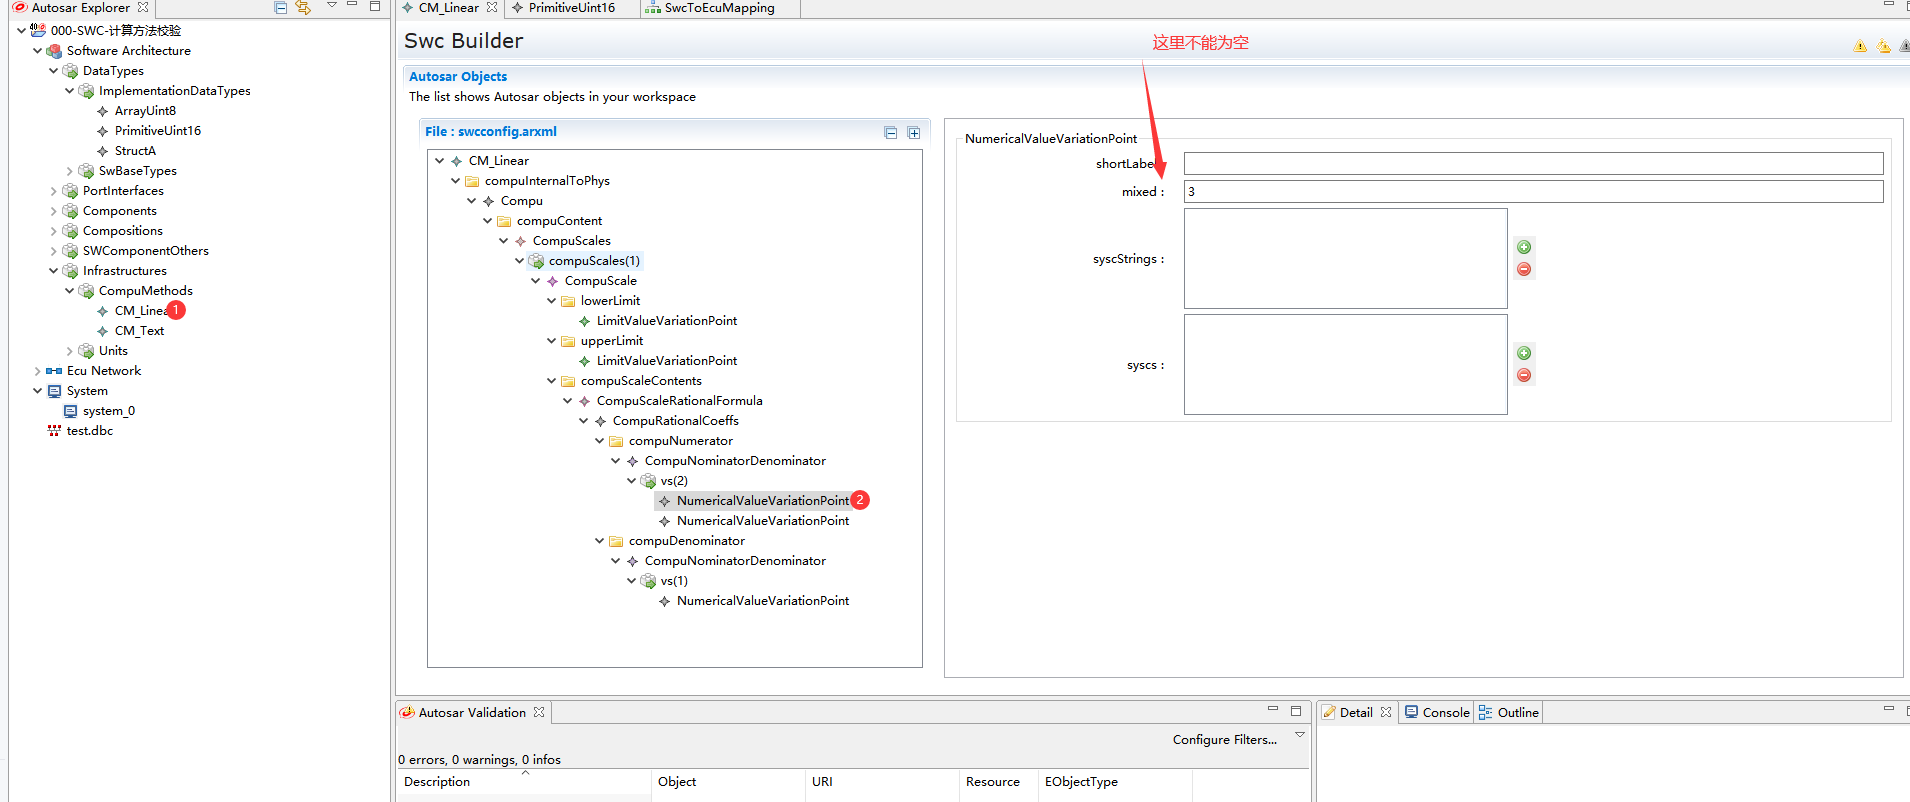 Autosar Explorer
000-SWC-计算方法校验
Software Architecture
DataTypes
ImplementationDataTypes
ArrayUint8
PrimitiveUint16
StructA
SwBaseTypes
PortInterfaces
Components
Compositions
SWComponentOthers
Infrastructures
CompuMethods
CM_Linea 1
CM_Text
Units
Ecu Network
System
system_0
test.dbc
CM_Linear PrimitiveUint16 SwcToEcuMapping
Swc Builder
这里不能为空
Autosar Objects
The list shows Autosar objects in your workspace
File : swcconfig.arxml
CM_Linear
compuInternalToPhys
Compu
compuContent
CompuScales
compuScales(1)
CompuScale
lowerLimit
LimitValueVariationPoint
upperLimit
LimitValueVariationPoint
compuScaleContents
CompuScaleRationalFormula
CompuRationalCoeffs
compuNumerator
CompuNominatorDenominator
vs(2)
NumericalValueVariationPoint 2
NumericalValueVariationPoint
compuDenominator
CompuNominatorDenominator
vs(1)
NumericalValueVariationPoint
NumericalValueVariationPoint
shortLabel
mixed : 3
syscStrings :
syscs :
Autosar Validation
Configure Filters...
0 errors, 0 warnings, 0 infos
Description Object URI Resource EObjectType
Detail Console Outline